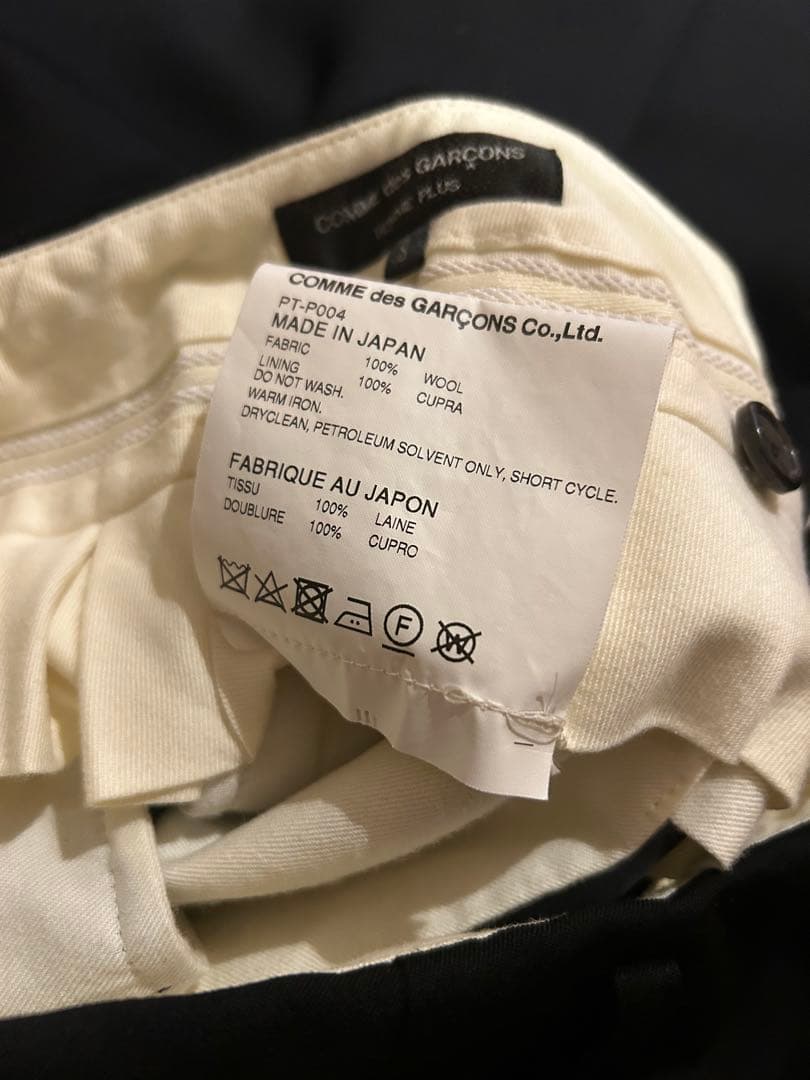 COMME des GARÇONS
HOMME PLUS
S
COMME des GARÇONS Co.,Ltd.
PT-P004
MADE IN JAPAN
FABRIC 100% WOOL
LINING 100% CUPRA
DO NOT WASH.
WARM IRON.
DRYCLEAN, PETROLEUM SOLVENT ONLY, SHORT CYCLE.
FABRIQUE AU JAPON
TISSU 100% LAINE
DOUBLURE 100% CUPRO
F W